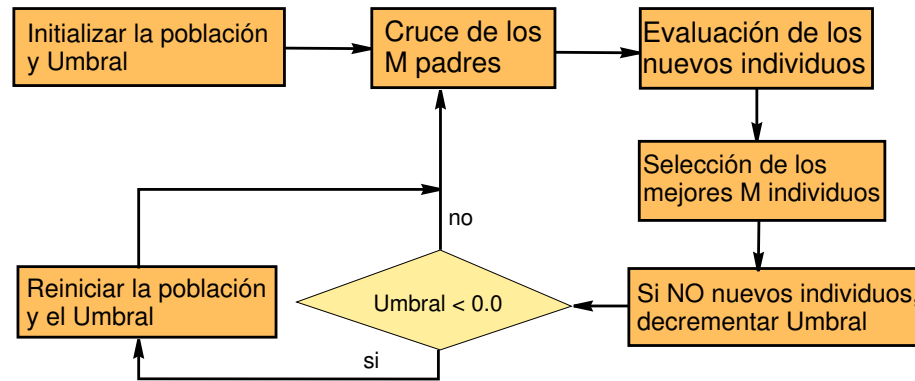 Initializar la población
y Umbral
Cruce de los
M padres
Evaluación de los
nuevos individuos
Selección de los
mejores M individuos
Si NO nuevos individuos,
decrementar Umbral
Umbral < 0.0
no
si
Reiniciar la población
y el Umbral